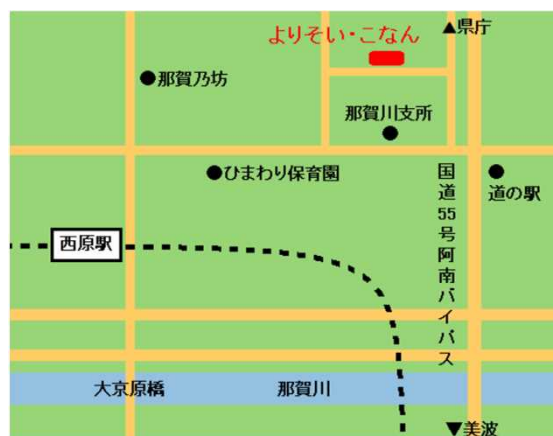 よりそい・こなん
▲県庁
●那賀乃坊
那賀川支所
●ひまわり保育園
道の駅
国道55号阿南バイパス
西原駅
大京原橋
那賀川
▼美波